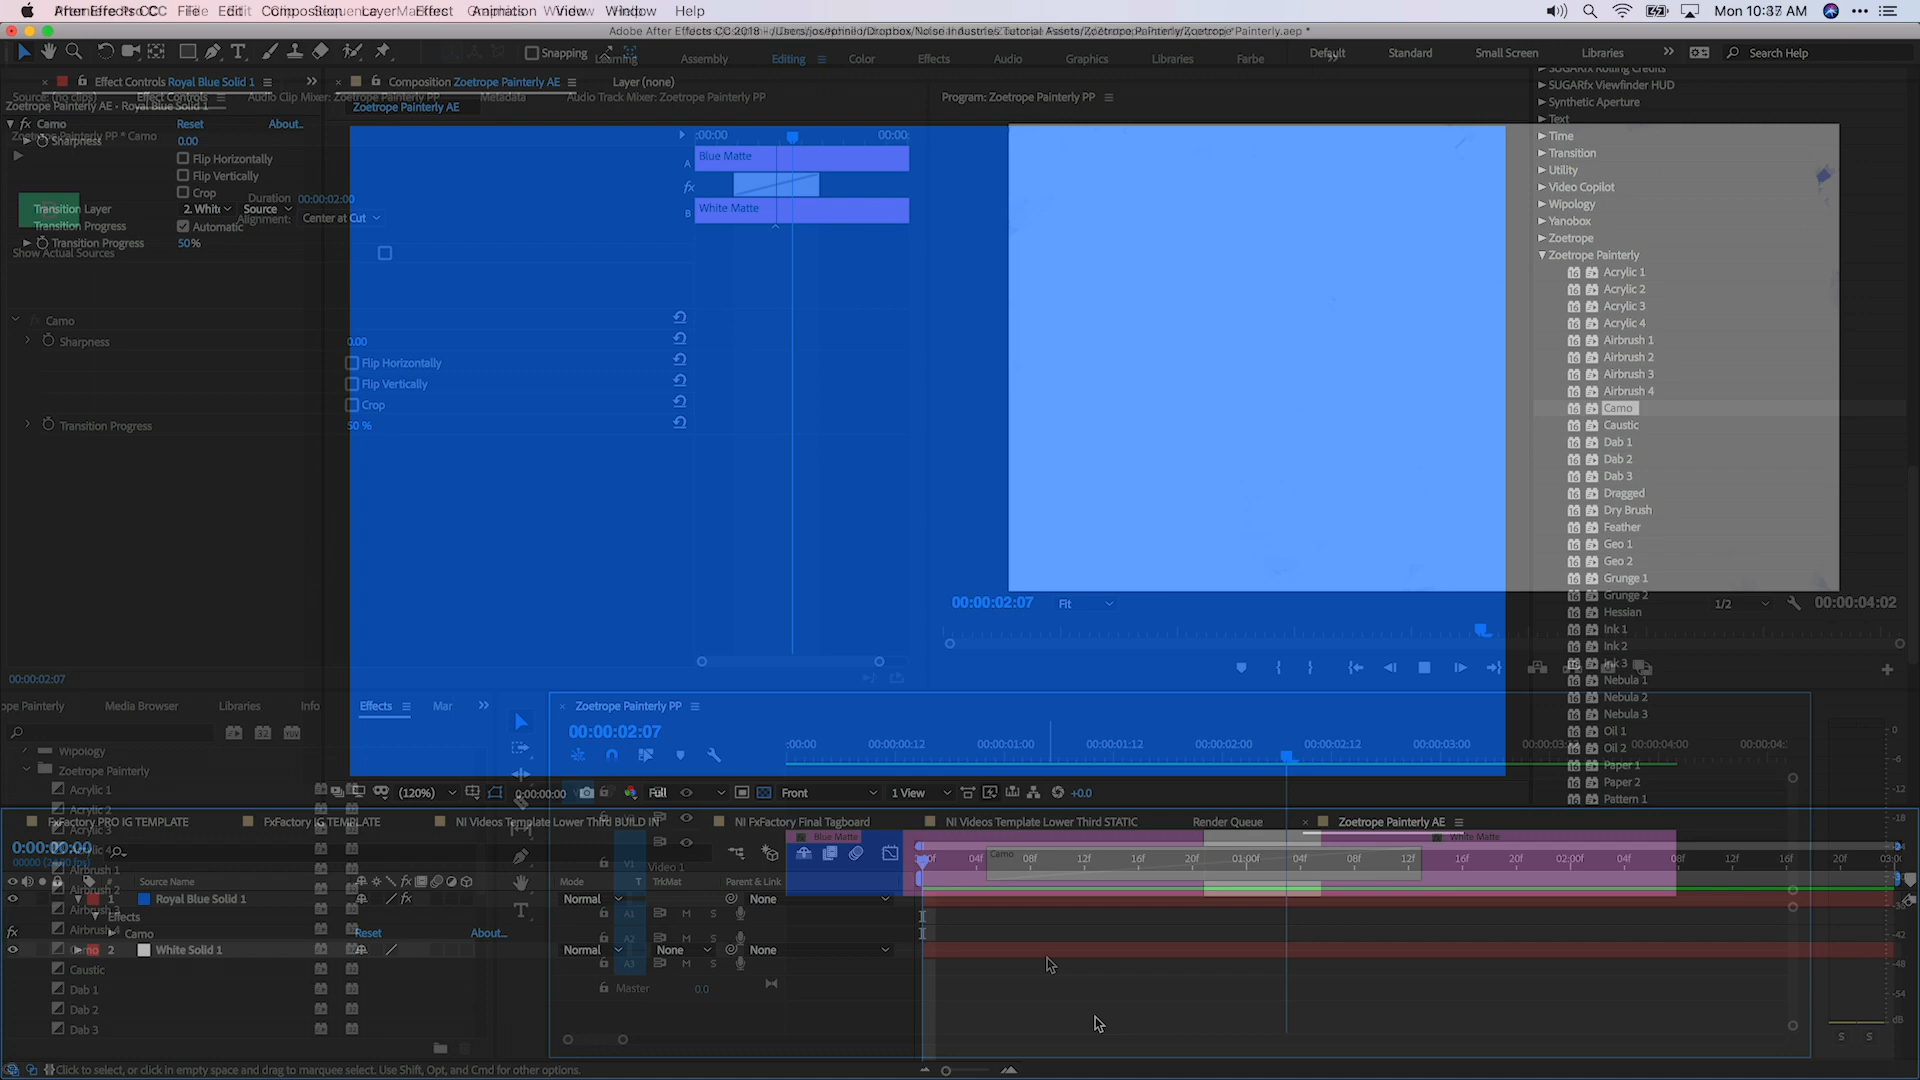 After Effects CC File Edit Composition Layer Effect Animation View Window Help
Mon 10:37 AM
Adobe After Effects CC 2018 - /Users/josephnilo/Dropbox/Noise Industries/Tutorial Assets/Zoetrope Painterly/Zoetrope Painterly.aep *
Snapping
Learning Assembly Editing Color Effects Audio Graphics Libraries Farbe
Default Standard Small Screen Libraries Search Help
Effect Controls Royal Blue Solid 1
Composition Zoetrope Painterly AE
Layer (none)
Source: (no clips) Effect Controls Audio Clip Mixer: Zoetrope Painterly PP Metadata Audio Track Mixer: Zoetrope Painterly PP
Program: Zoetrope Painterly PP
Zoetrope Painterly AE • Royal Blue Solid 1
Zoetrope Painterly AE
Camo Reset About...
Zoetrope Painterly PP * Camo
Sharpness 0.00
Flip Horizontally
Flip Vertically
Crop
Duration 00:00:02:00
Transition Layer Source
Alignment: Center at Cut
Transition Progress Automatic
Transition Progress 50%
Show Actual Sources
:00:00 00:00:
A Blue Matte
fx
B White Matte
Camo
Sharpness 0.00
Flip Horizontally
Flip Vertically
Crop
Transition Progress 50 %
SUGARfx Rolling Credits
SUGARfx Viewfinder HUD
Synthetic Aperture
Text
Time
Transition
Utility
Video Copilot
Wipology
Yanobox
Zoetrope
Zoetrope Painterly
Acrylic 1
Acrylic 2
Acrylic 3
Acrylic 4
Airbrush 1
Airbrush 2
Airbrush 3
Airbrush 4
Camo
Caustic
Dab 1
Dab 2
Dab 3
Dragged
Dry Brush
Feather
Geo 1
Geo 2
Grunge 1
Grunge 2
Hessian
Ink 1
Ink 2
Ink 3
Nebula 1
Nebula 2
Nebula 3
Oil 1
Oil 2
Paper 1
Paper 2
Pattern 1
00:00:02:07 Fit 1/2 00:00:04:02
00:00:02:07
ope Painterly Media Browser Libraries Info Effects Mar
Zoetrope Painterly PP
00:00:02:07
:00:00 00:00:00:12 00:00:01:00 00:00:01:12 00:00:02:00 00:00:02:12 00:00:03:00 00:00:04:00
Wipology
Zoetrope Painterly
Acrylic 1
Acrylic 2
Acrylic 3
(120%) 0:00:00:00 Full Front 1 View +0.0
FxFactory PRO IG TEMPLATE
FxFactory IG TEMPLATE
NI Videos Template Lower Third BUILD IN
NI FxFactory Final Tagboard
NI Videos Template Lower Third STATIC
Render Queue
Zoetrope Painterly AE
Blue Matte
White Matte
Camo
0:00:00:00
V1 Video 1
04f 08f 12f 16f 20f 01:00f 04f 08f 12f 16f 20f 02:00f 04f 08f 12f 16f 20f
Source Name Mode T TrkMat Parent & Link
1 Royal Blue Solid 1 Normal None
Effects
Camo Reset About...
2 White Solid 1 Normal None None
Airbrush 1
Airbrush 2
Airbrush 3
Airbrush 4
Caustic
Dab 1
Dab 2
Dab 3
A1 M S
A2 M S
A3 M S
Master 0.0
0
-6
-12
-18
-36
-42
-48
-54
dB
S S
Click to select, or click in empty space and drag to marquee select. Use Shift, Opt, and Cmd for other options.